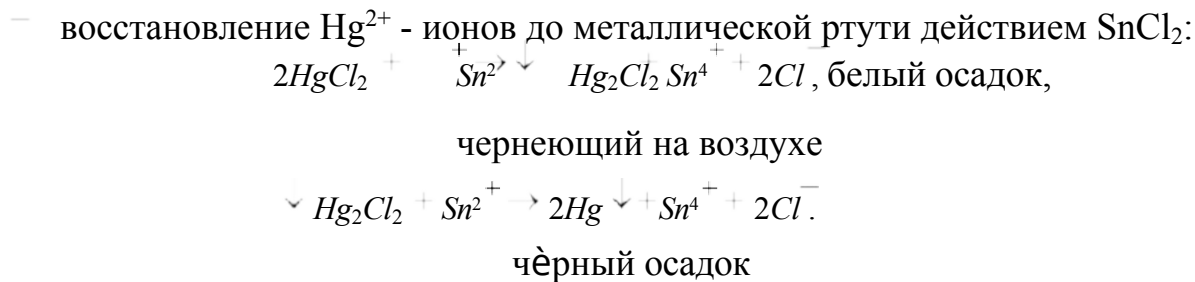 – восстановление Hg²⁺ - ионов до металлической ртути действием SnCl₂:
2HgCl₂ + Sn²⁺ → ↓ Hg₂Cl₂ Sn⁴⁺ + 2Cl⁻, белый осадок,
чернеющий на воздухе
↓ Hg₂Cl₂ + Sn²⁺ → 2Hg ↓ + Sn⁴⁺ + 2Cl⁻.
чѐрный осадок